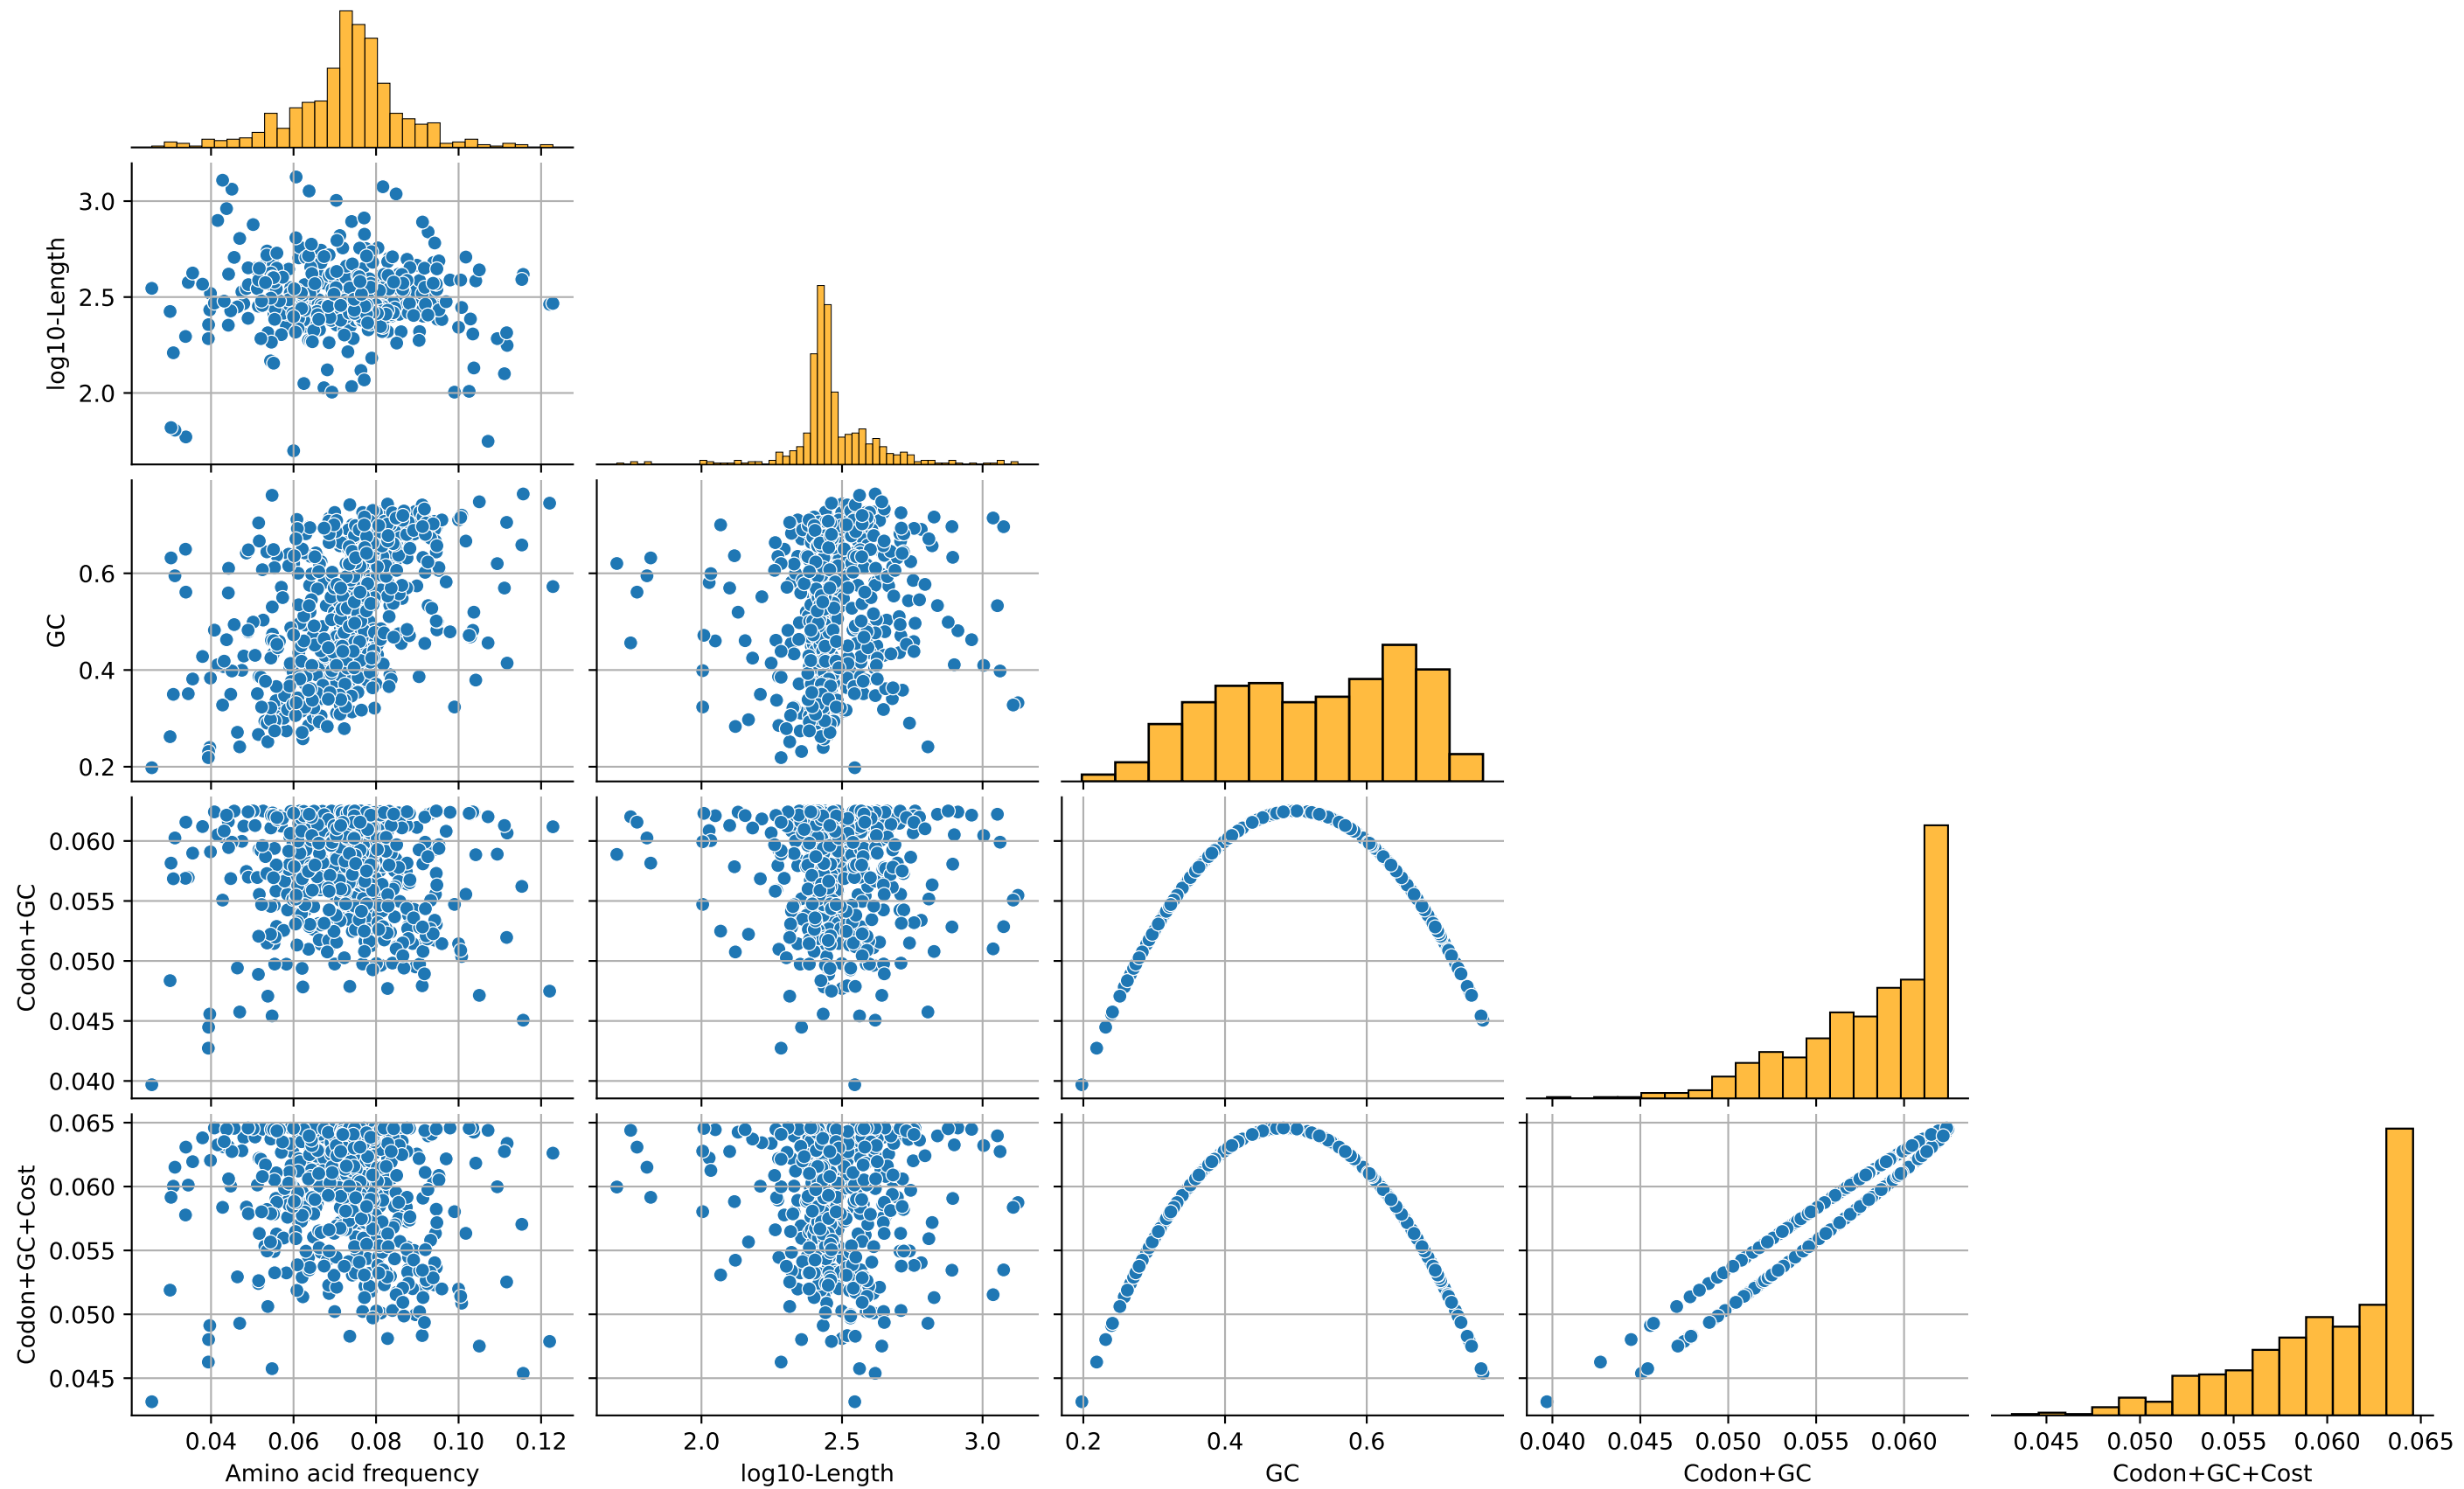 3.0
2.5
2.0
log10-Length
0.6
0.4
0.2
GC
0.060
0.055
0.050
0.045
0.040
Codon+GC
0.065
0.060
0.055
0.050
0.045
Codon+GC+Cost
0.04 0.06 0.08 0.10 0.12
Amino acid frequency
2.0 2.5 3.0
log10-Length
0.2 0.4 0.6
GC
0.040 0.045 0.050 0.055 0.060
Codon+GC
0.045 0.050 0.055 0.060 0.065
Codon+GC+Cost